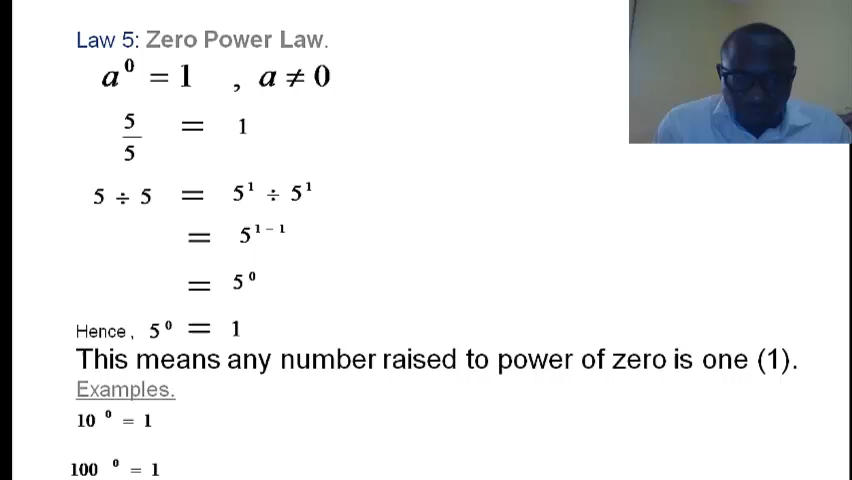 Law 5: Zero Power Law.
a⁰ = 1 , a ≠ 0
5/5 = 1
5 ÷ 5 = 5¹ ÷ 5¹
= 5¹⁻¹
= 5⁰
Hence, 5⁰ = 1
This means any number raised to power of zero is one (1).
Examples.
10⁰ = 1
100⁰ = 1